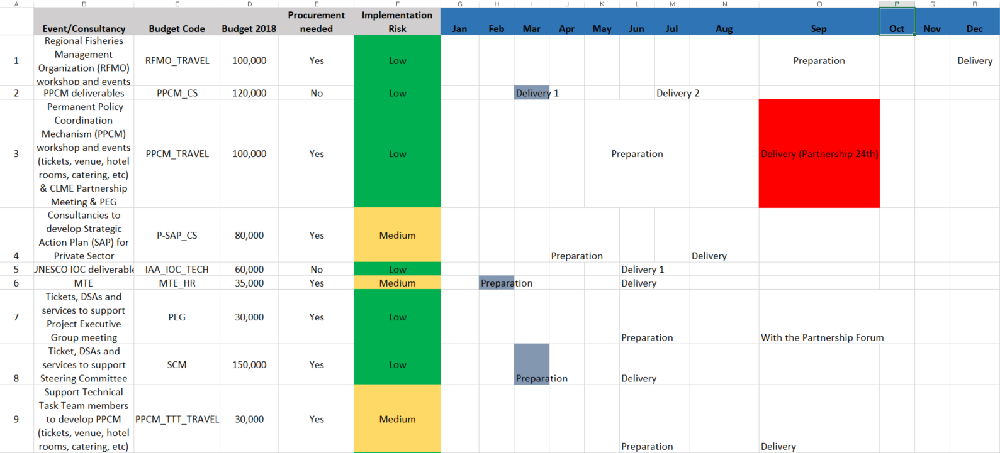 A B C D E F G H I J K L M N O P Q R
Event/Consultancy Budget Code Budget 2018 Procurement needed Implementation Risk Jan Feb Mar Apr May Jun Jul Aug Sep Oct Nov Dec
1 Regional Fisheries
Management
Organization (RFMO)
workshop and events
RFMO_TRAVEL 100,000 Yes Low Preparation Delivery
2 PPCM deliverables PPCM_CS 120,000 No Low Delivery 1 Delivery 2
3 Permanent Policy
Coordination
Mechanism (PPCM)
workshop and events
(tickets, venue, hotel
rooms, catering, etc)
& CLME Partnership
Meeting & PEG
PPCM_TRAVEL 100,000 Yes Low Preparation Delivery (Partnership 24th)
4 Consultancies to
develop Strategic
Action Plan (SAP) for
Private Sector
P-SAP_CS 80,000 Yes Medium Preparation Delivery
5 UNESCO IOC deliverable IAA_IOC_TECH 60,000 No Low Delivery 1
6 MTE MTE_HR 35,000 Yes Medium Preparation Delivery
7 Tickets, DSAs and
services to support
Project Executive
Group meeting
PEG 30,000 Yes Low Preparation With the Partnership Forum
8 Ticket, DSAs and
services to support
Steering Committee
SCM 150,000 Yes Low Preparation Delivery
9 Support Technical
Task Team members
to develop PPCM
(tickets, venue, hotel
rooms, catering, etc)
PPCM_TTT_TRAVEL 30,000 Yes Medium Preparation Delivery